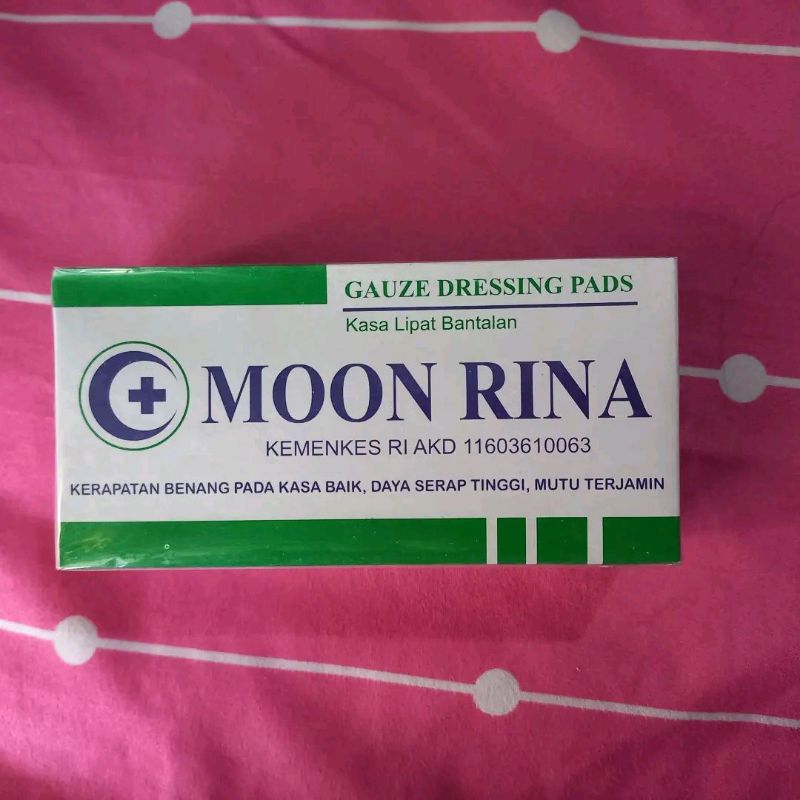 GAUZE DRESSING PADS
Kasa Lipat Bantalan
MOON RINA
KEMENKES RI AKD 11603610063
KERAPATAN BENANG PADA KASA BAIK, DAYA SERAP TINGGI, MUTU TERJAMIN